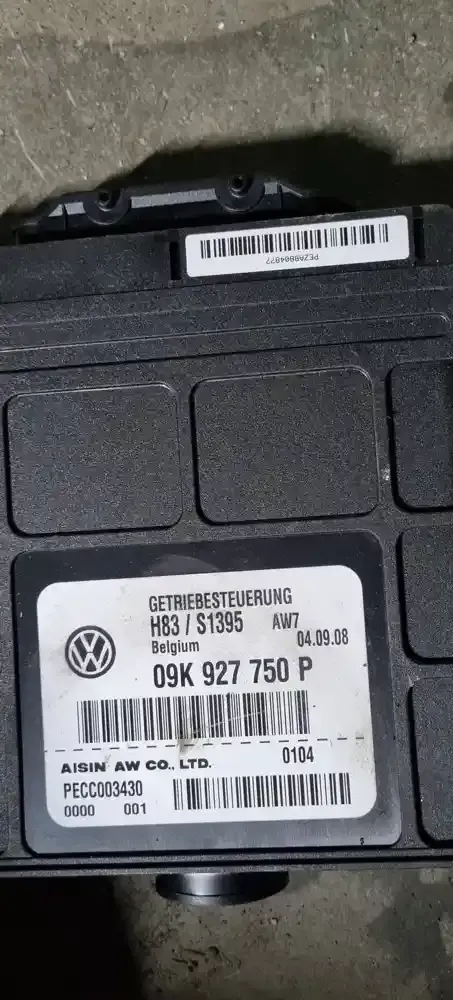 PEZA0804877
GETRIEBESTEUERUNG
H83 / S1395 AW7
Belgium 04.09.08
09K 927 750 P
AISIN AW CO., LTD. 0104
PECC003430
0000 001